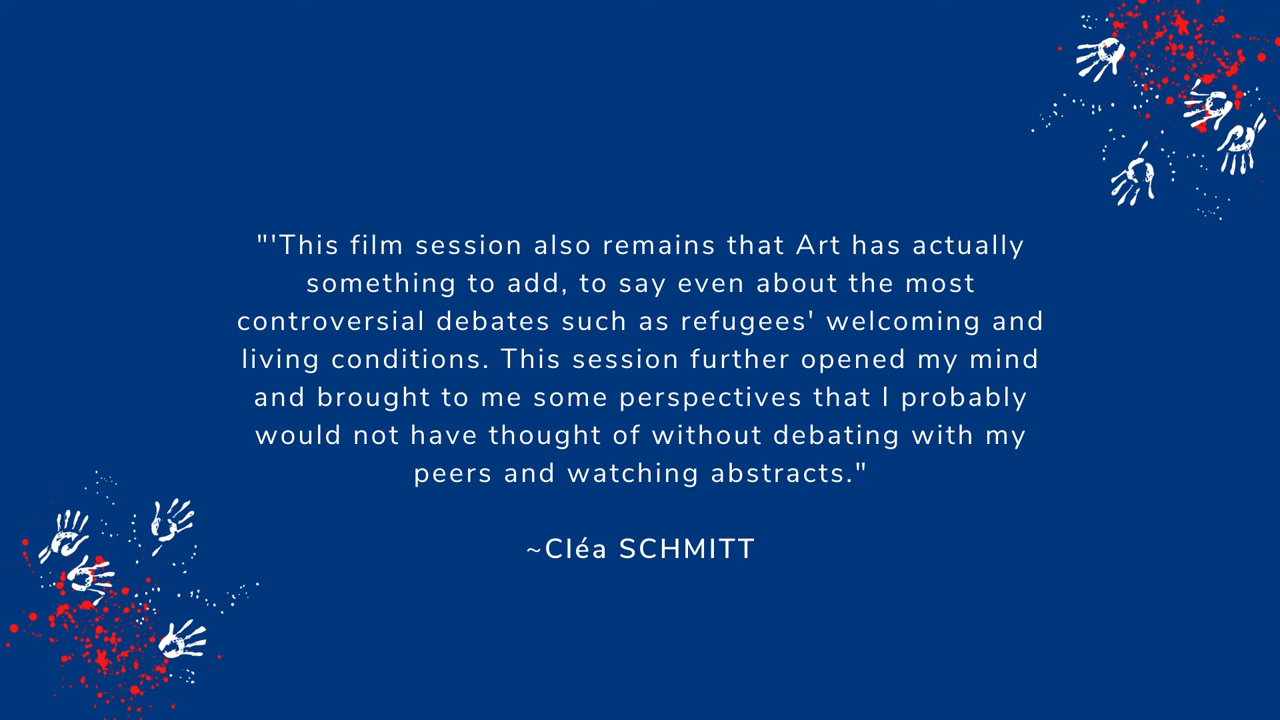 "'This film session also remains that Art has actually
something to add, to say even about the most
controversial debates such as refugees' welcoming and
living conditions. This session further opened my mind
and brought to me some perspectives that I probably
would not have thought of without debating with my
peers and watching abstracts."
~Cléa SCHMITT